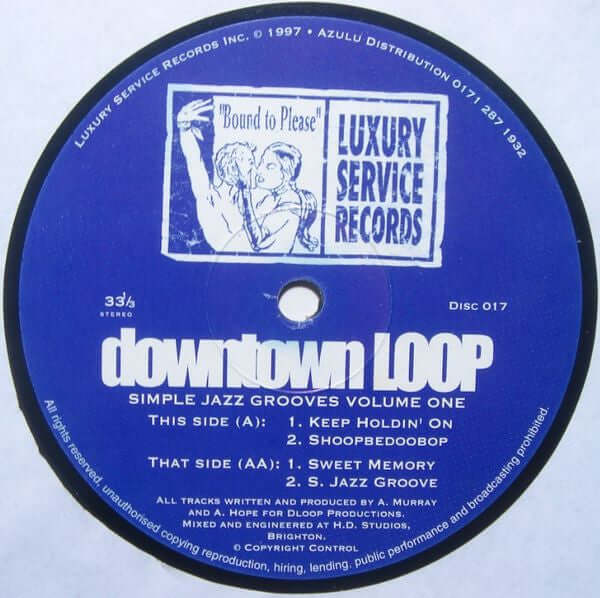 Luxury Service Records Inc. © 1997 • Azulu Distribution 0171 287 1932
"Bound to Please"
LUXURY
SERVICE
RECORDS
33⅓
STEREO
Disc 017
downtown LOOP
SIMPLE JAZZ GROOVES VOLUME ONE
This side (A): 1. Keep Holdin' On
2. Shoopbedoobop
That side (AA): 1. Sweet Memory
2. S. Jazz Groove
All tracks written and produced by A. Murray
and A. Hope for Dloop Productions.
Mixed and engineered at H.D. Studios,
Brighton.
© Copyright Control
All rights reserved, unauthorised copying reproduction, hiring, lending. public performance and broadcasting prohibited.